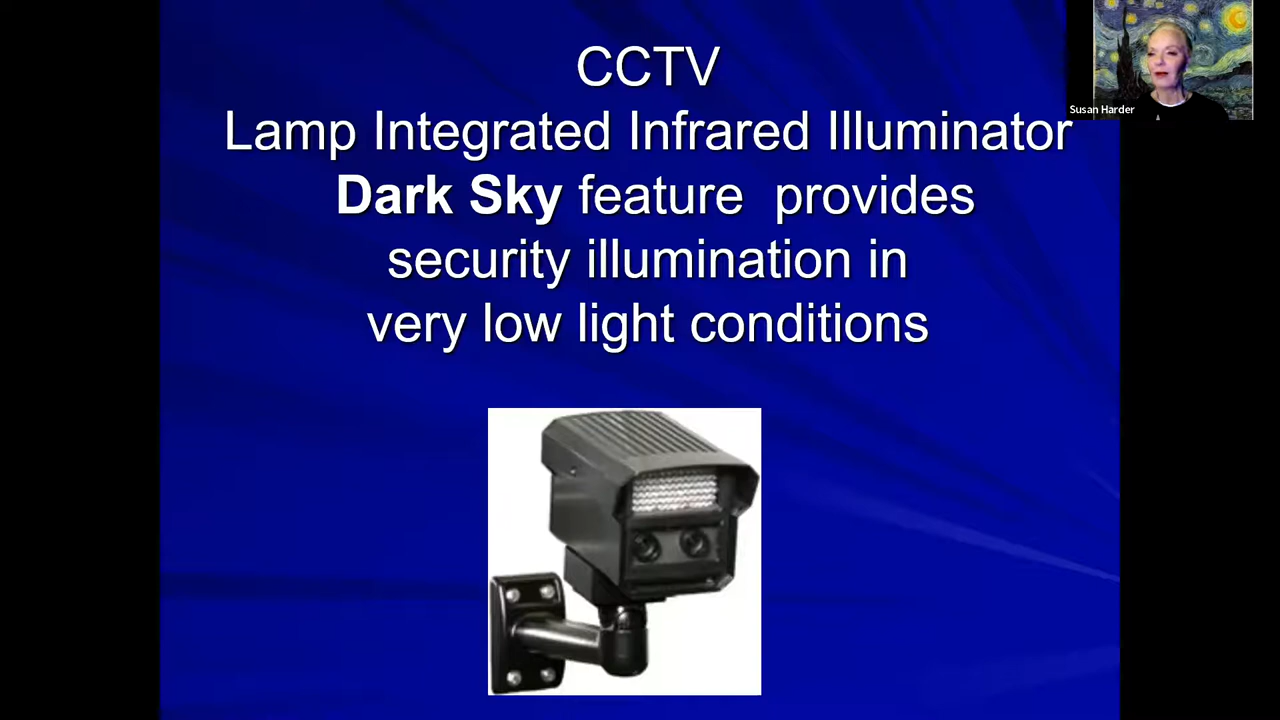 CCTV
Lamp Integrated Infrared Illuminator
Dark Sky feature  provides
security illumination in
very low light conditions
Susan Harder